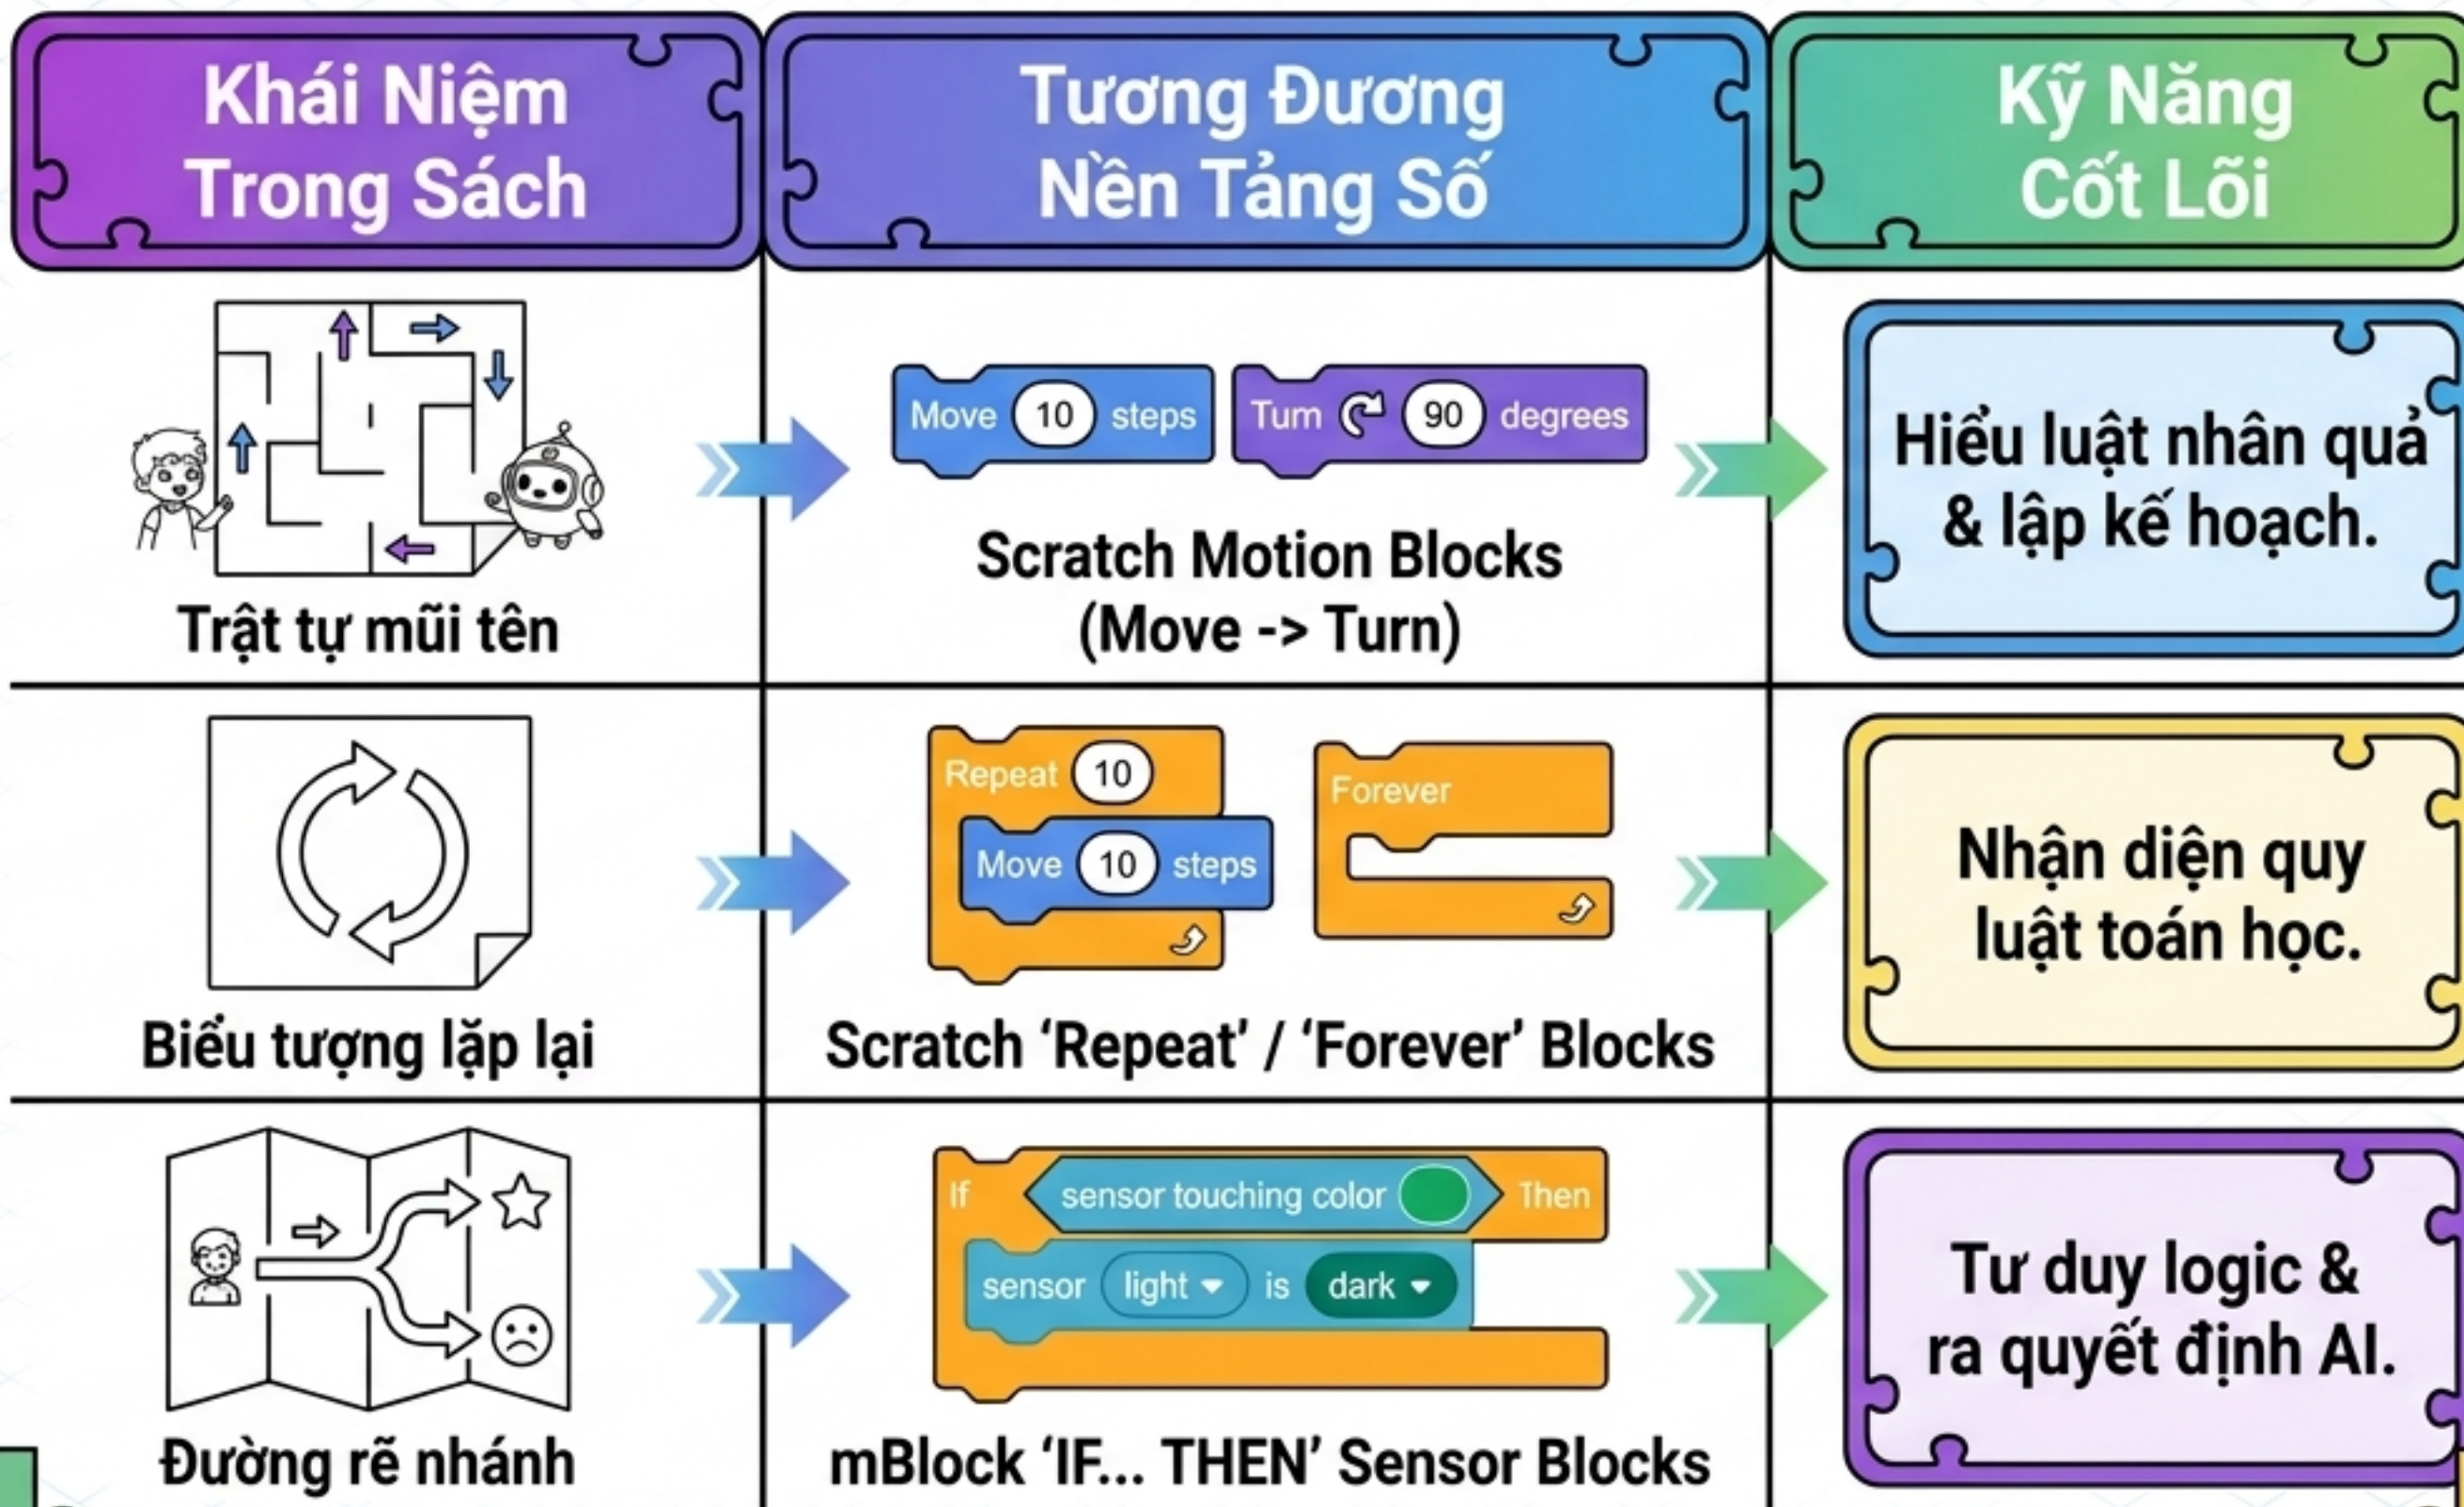 Khái Niệm
Trong Sách
Tương Đương
Nền Tảng Số
Kỹ Năng
Cốt Lõi
Trật tự mũi tên
Move 10 steps
Tum 90 degrees
Scratch Motion Blocks
(Move -> Turn)
Hiểu luật nhân quả
& lập kế hoạch.
Biểu tượng lặp lại
Repeat 10
Move 10 steps
Forever
Scratch ‘Repeat’ / ‘Forever’ Blocks
Nhận diện quy
luật toán học.
Đường rẽ nhánh
If sensor touching color Then
sensor light is dark
mBlock ‘IF... THEN’ Sensor Blocks
Tư duy logic &
ra quyết định AI.